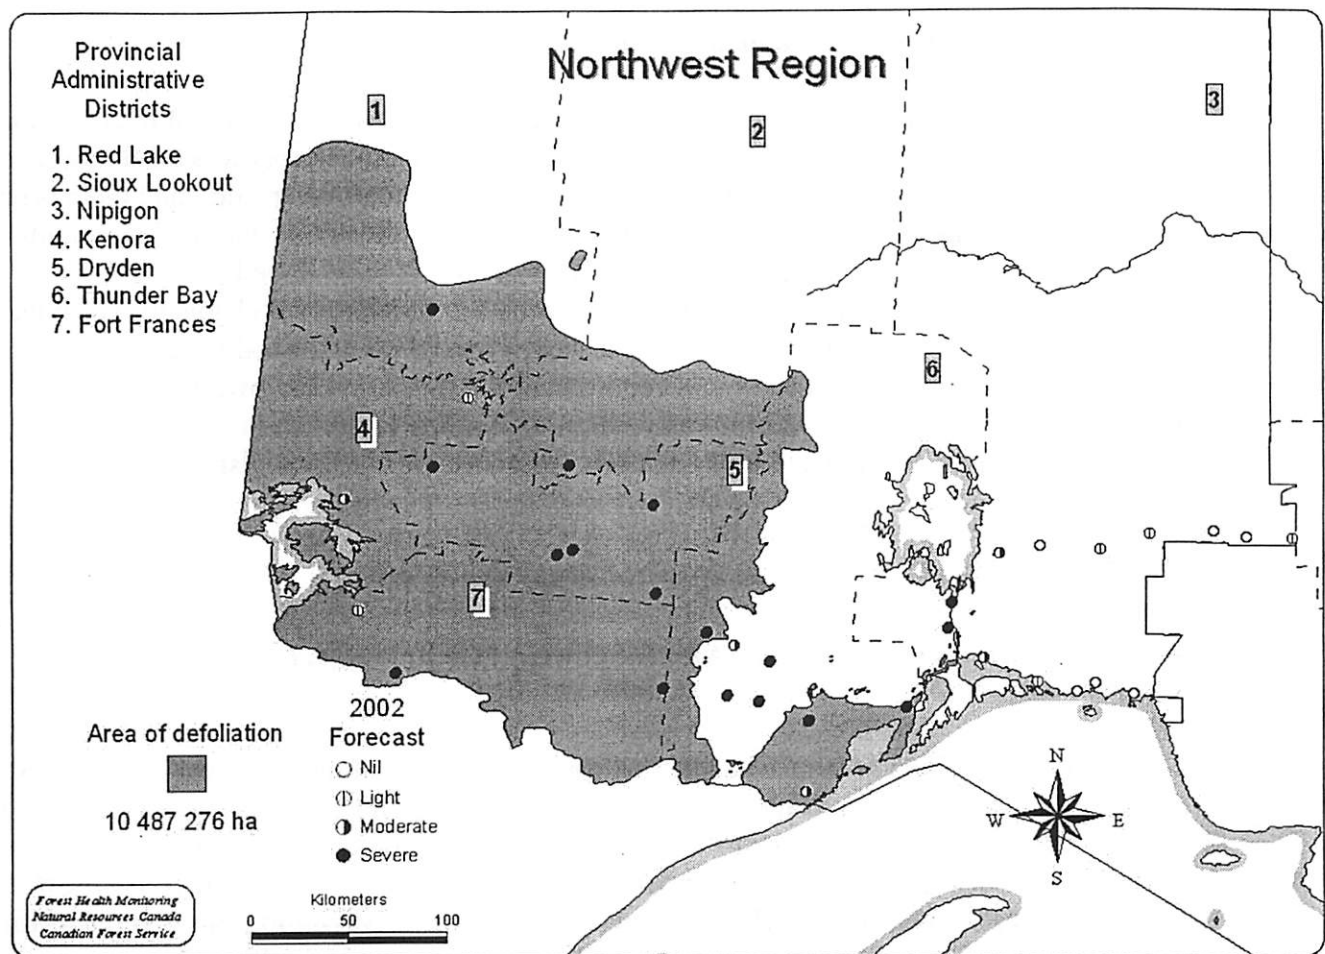 Northwest Region
Provincial
Administrative
Districts
1. Red Lake
2. Sioux Lookout
3. Nipigon
4. Kenora
5. Dryden
6. Thunder Bay
7. Fort Frances
1
2
3
4
5
6
7
Area of defoliation
10 487 276 ha
2002
Forecast
Nil
Light
Moderate
Severe
Kilometers
0 50 100
N
W E
S
Forest Health Monitoring
Natural Resources Canada
Canadian Forest Service